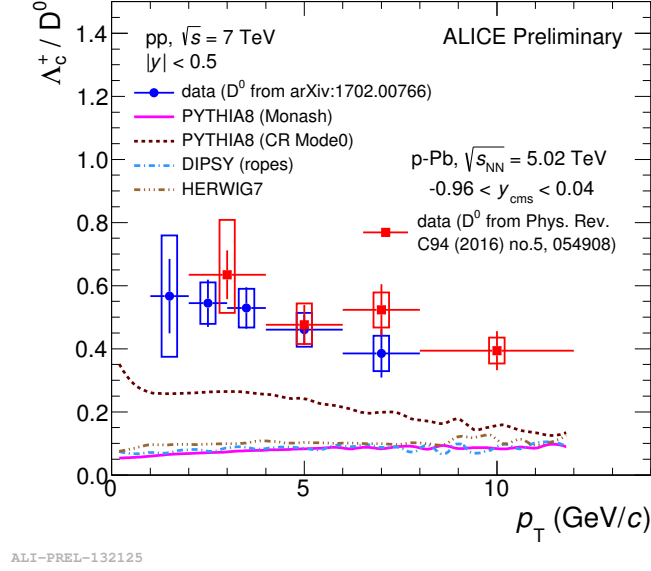 Λc+ / D0
1.4
1.2
1.0
0.8
0.6
0.4
0.2
0.0
pp, √s = 7 TeV
|y| < 0.5
ALICE Preliminary
data (D0 from arXiv:1702.00766)
PYTHIA8 (Monash)
PYTHIA8 (CR Mode0)
DIPSY (ropes)
HERWIG7
p-Pb, √sNN = 5.02 TeV
-0.96 < ycms < 0.04
data (D0 from Phys. Rev.
C94 (2016) no.5, 054908)
0 5 10
pT (GeV/c)
ALI-PREL-132125